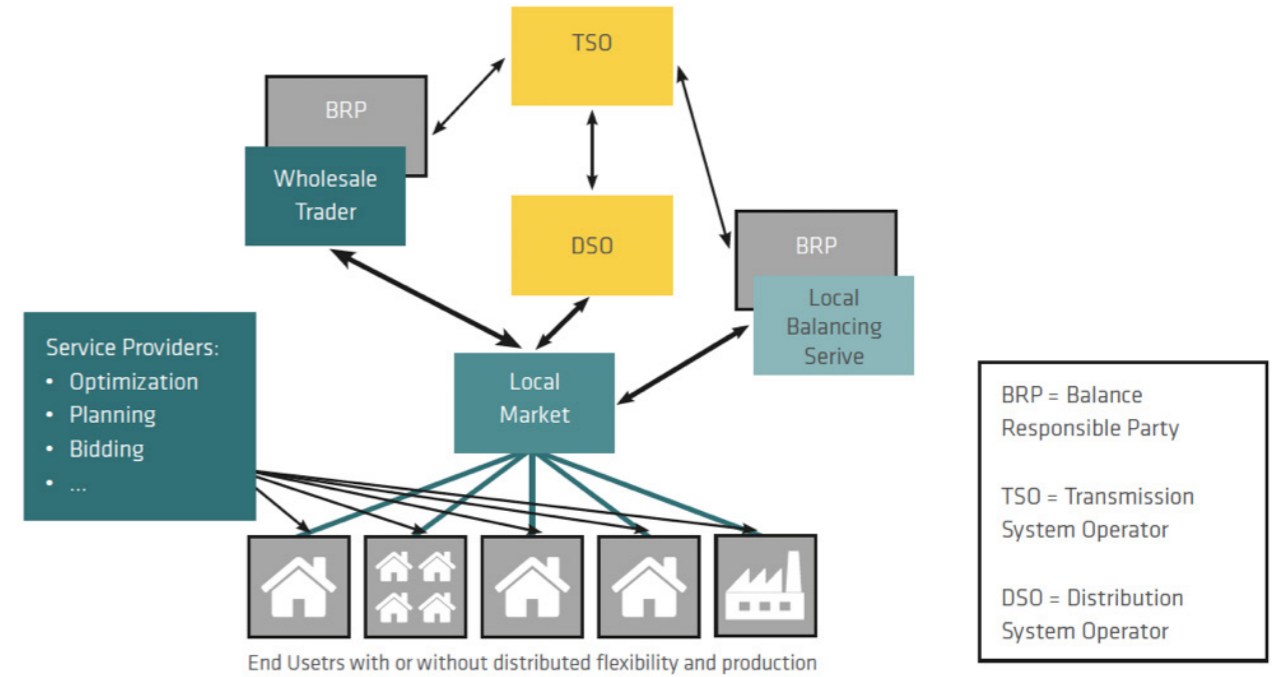 TSO
BRP
Wholesale
Trader
DSO
BRP
Local
Balancing
Serive
Service Providers:
• Optimization
• Planning
• Bidding
• ...
Local
Market
End Usetrs with or without distributed flexibility and production
BRP = Balance
Responsible Party
TSO = Transmission
System Operator
DSO = Distribution
System Operator